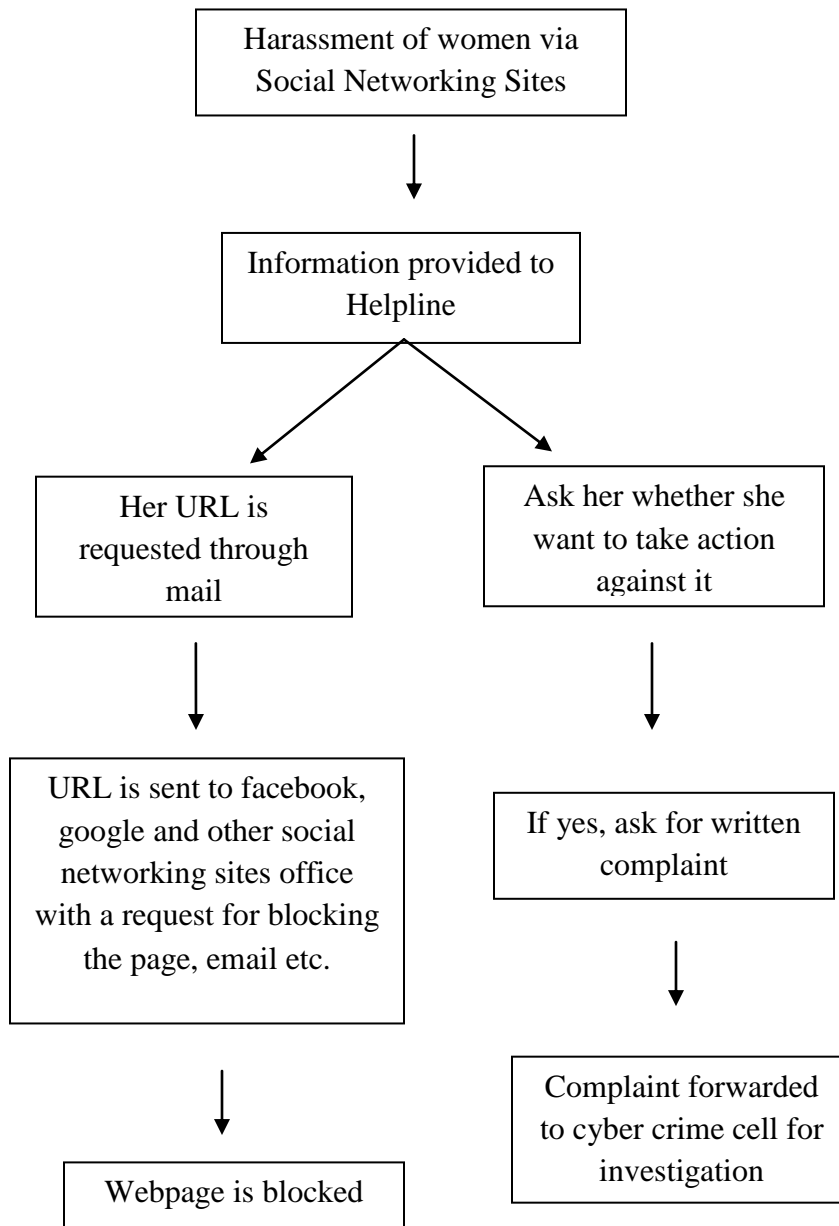 Harassment of women via
Social Networking Sites
Information provided to
Helpline
Her URL is
requested through
mail
Ask her whether she
want to take action
against it
URL is sent to facebook,
google and other social
networking sites office
with a request for blocking
the page, email etc.
If yes, ask for written
complaint
Complaint forwarded
to cyber crime cell for
investigation
Webpage is blocked